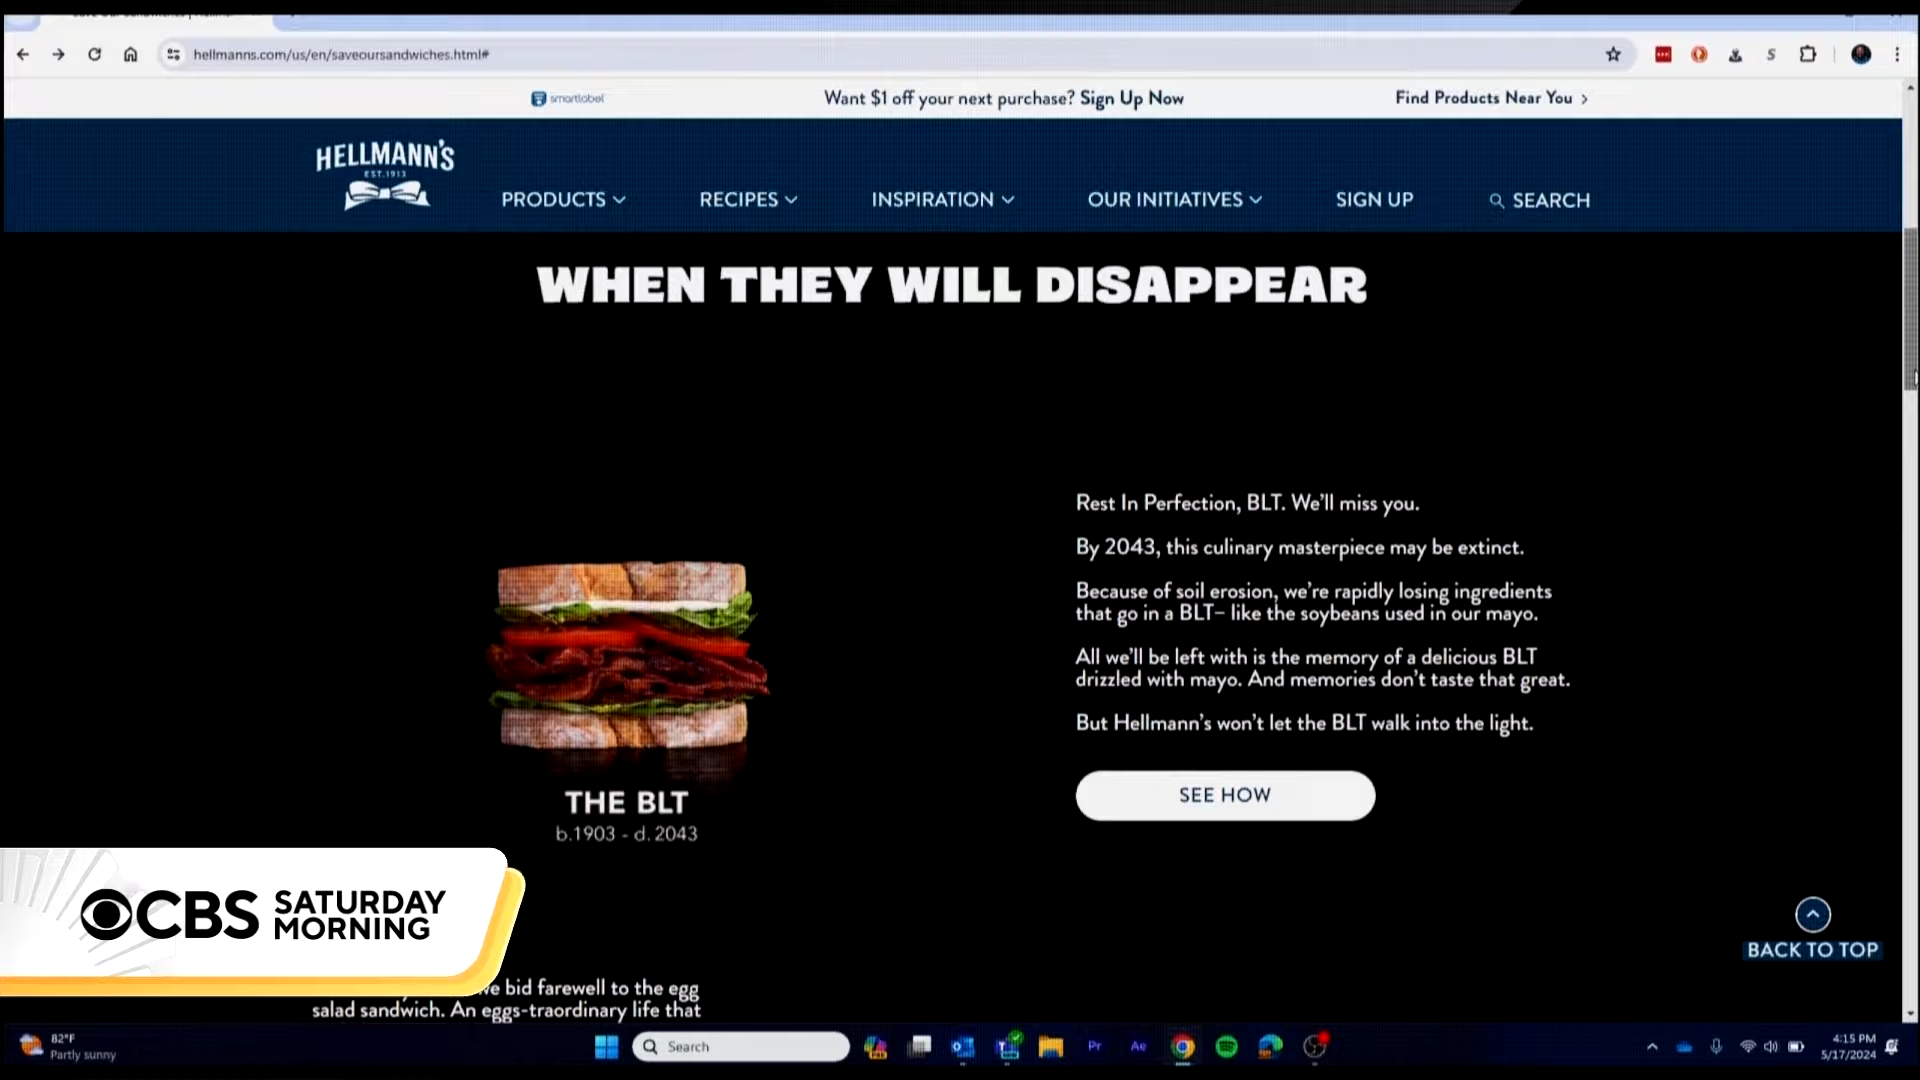 hellmanns.com/us/en/saveoursandwiches.html#
smartlabel
Want $1 off your next purchase? Sign Up Now
Find Products Near You >
HELLMANN'S
EST. 1913
PRODUCTS
RECIPES
INSPIRATION
OUR INITIATIVES
SIGN UP
SEARCH
WHEN THEY WILL DISAPPEAR
Rest In Perfection, BLT. We'll miss you.
By 2043, this culinary masterpiece may be extinct.
Because of soil erosion, we're rapidly losing ingredients
that go in a BLT– like the soybeans used in our mayo.
All we'll be left with is the memory of a delicious BLT
drizzled with mayo. And memories don't taste that great.
But Hellmann's won't let the BLT walk into the light.
SEE HOW
THE BLT
b.1903 - d. 2043
CBS SATURDAY
MORNING
BACK TO TOP
bid farewell to the egg
salad sandwich. An eggs-traordinary life that
82°F
Partly sunny
Search
Pr
Ae
4:15 PM
5/17/2024